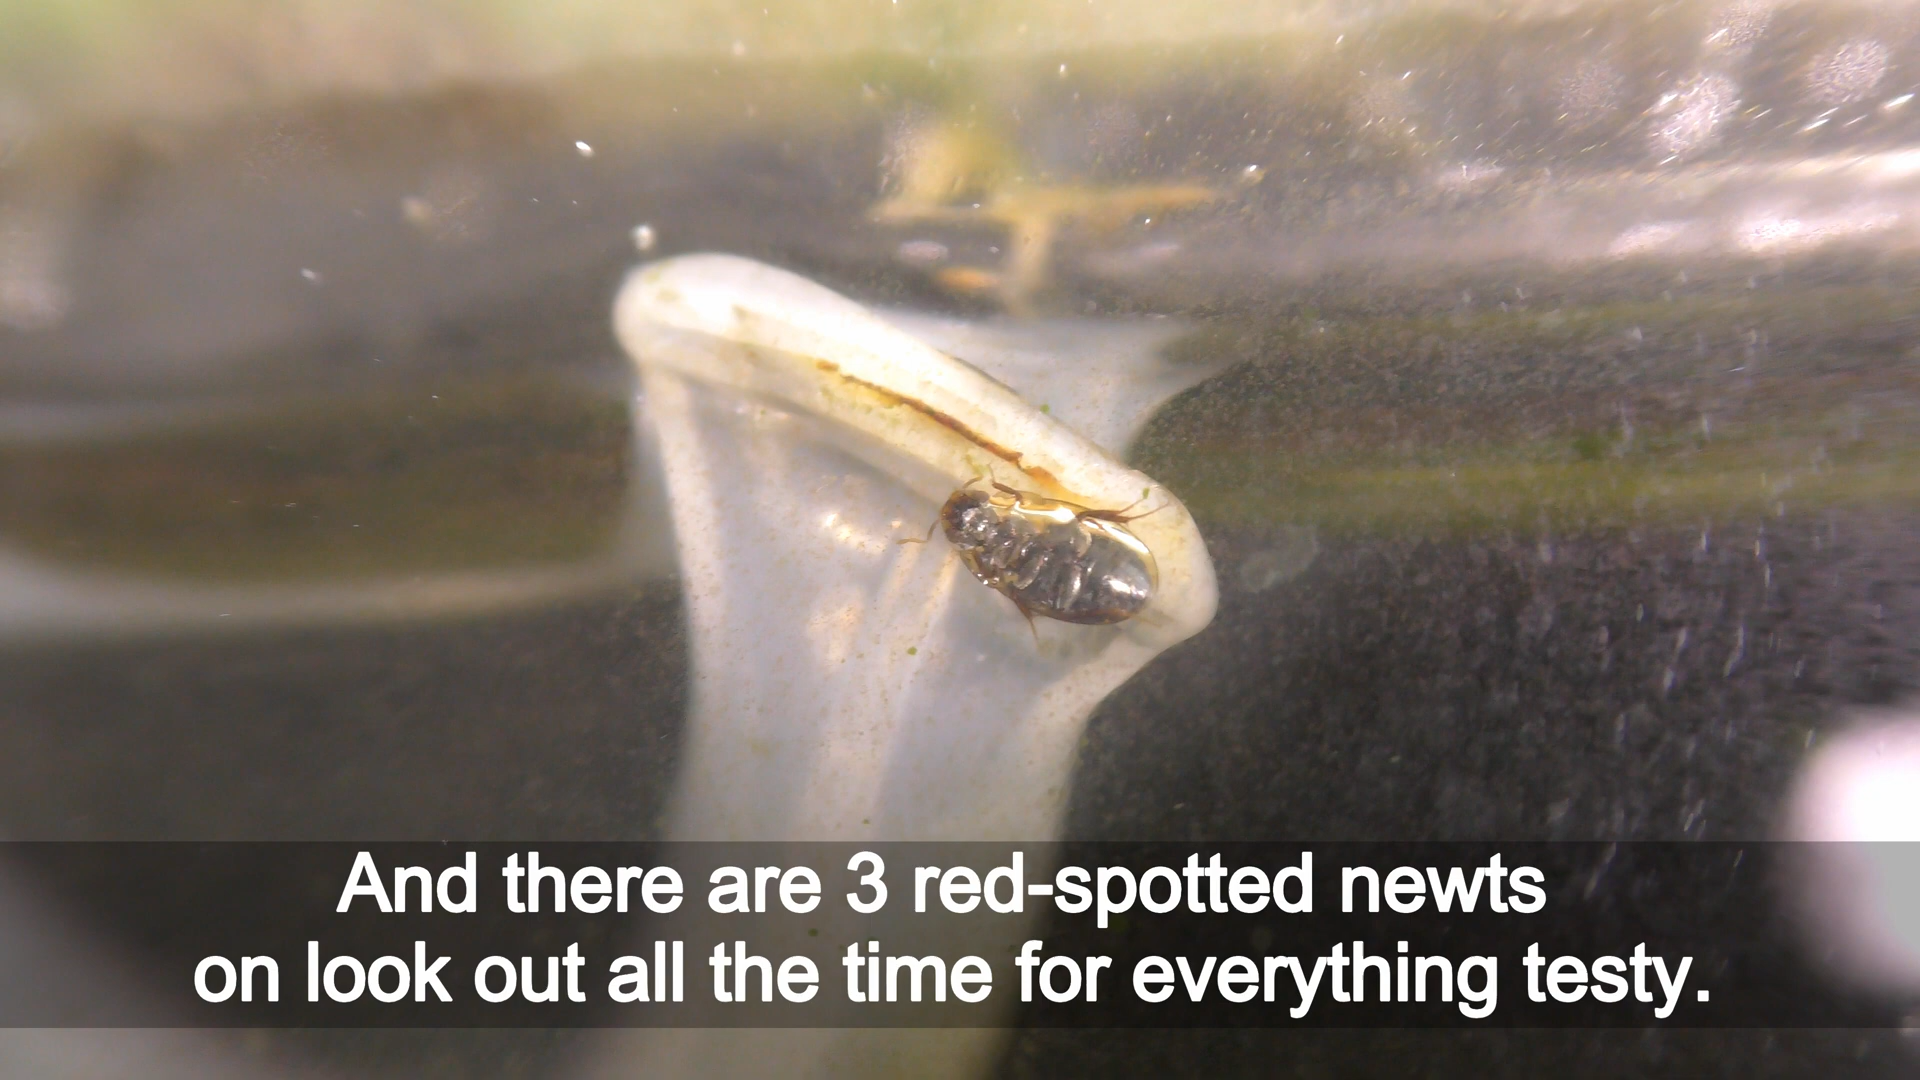 And there are 3 red-spotted newts
on look out all the time for everything testy.